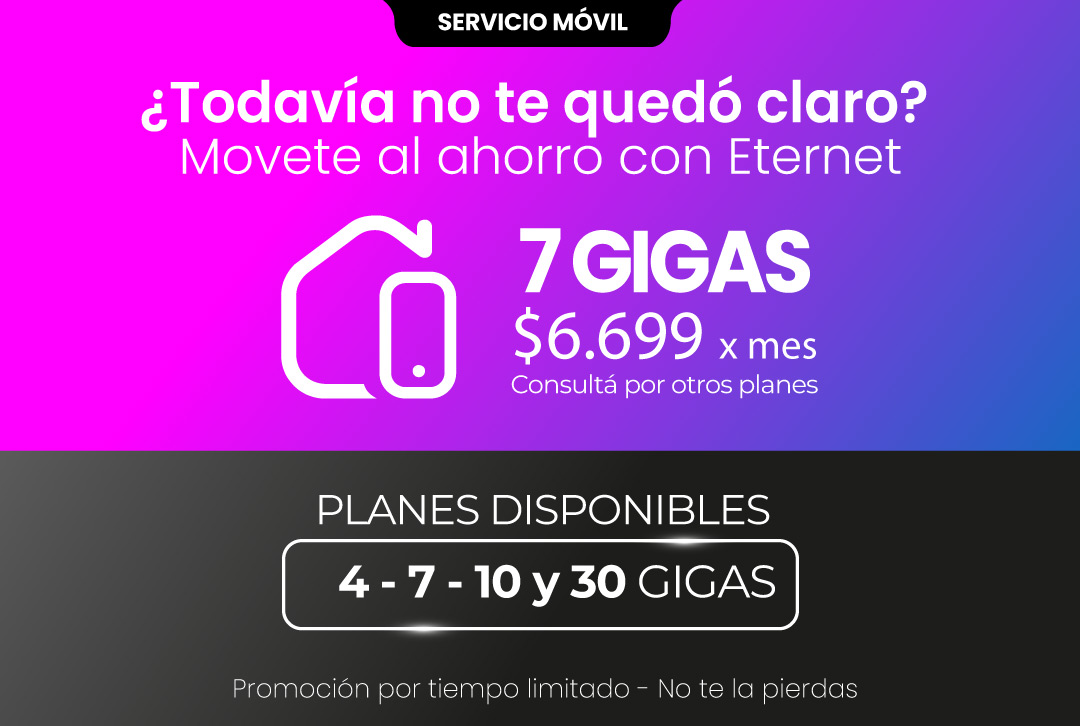 SERVICIO MÓVIL
¿Todavía no te quedó claro?
Movete al ahorro con Eternet
7 GIGAS
$6.699 x mes
Consultá por otros planes
PLANES DISPONIBLES
4 - 7 - 10 y 30 GIGAS
Promoción por tiempo limitado - No te la pierdas